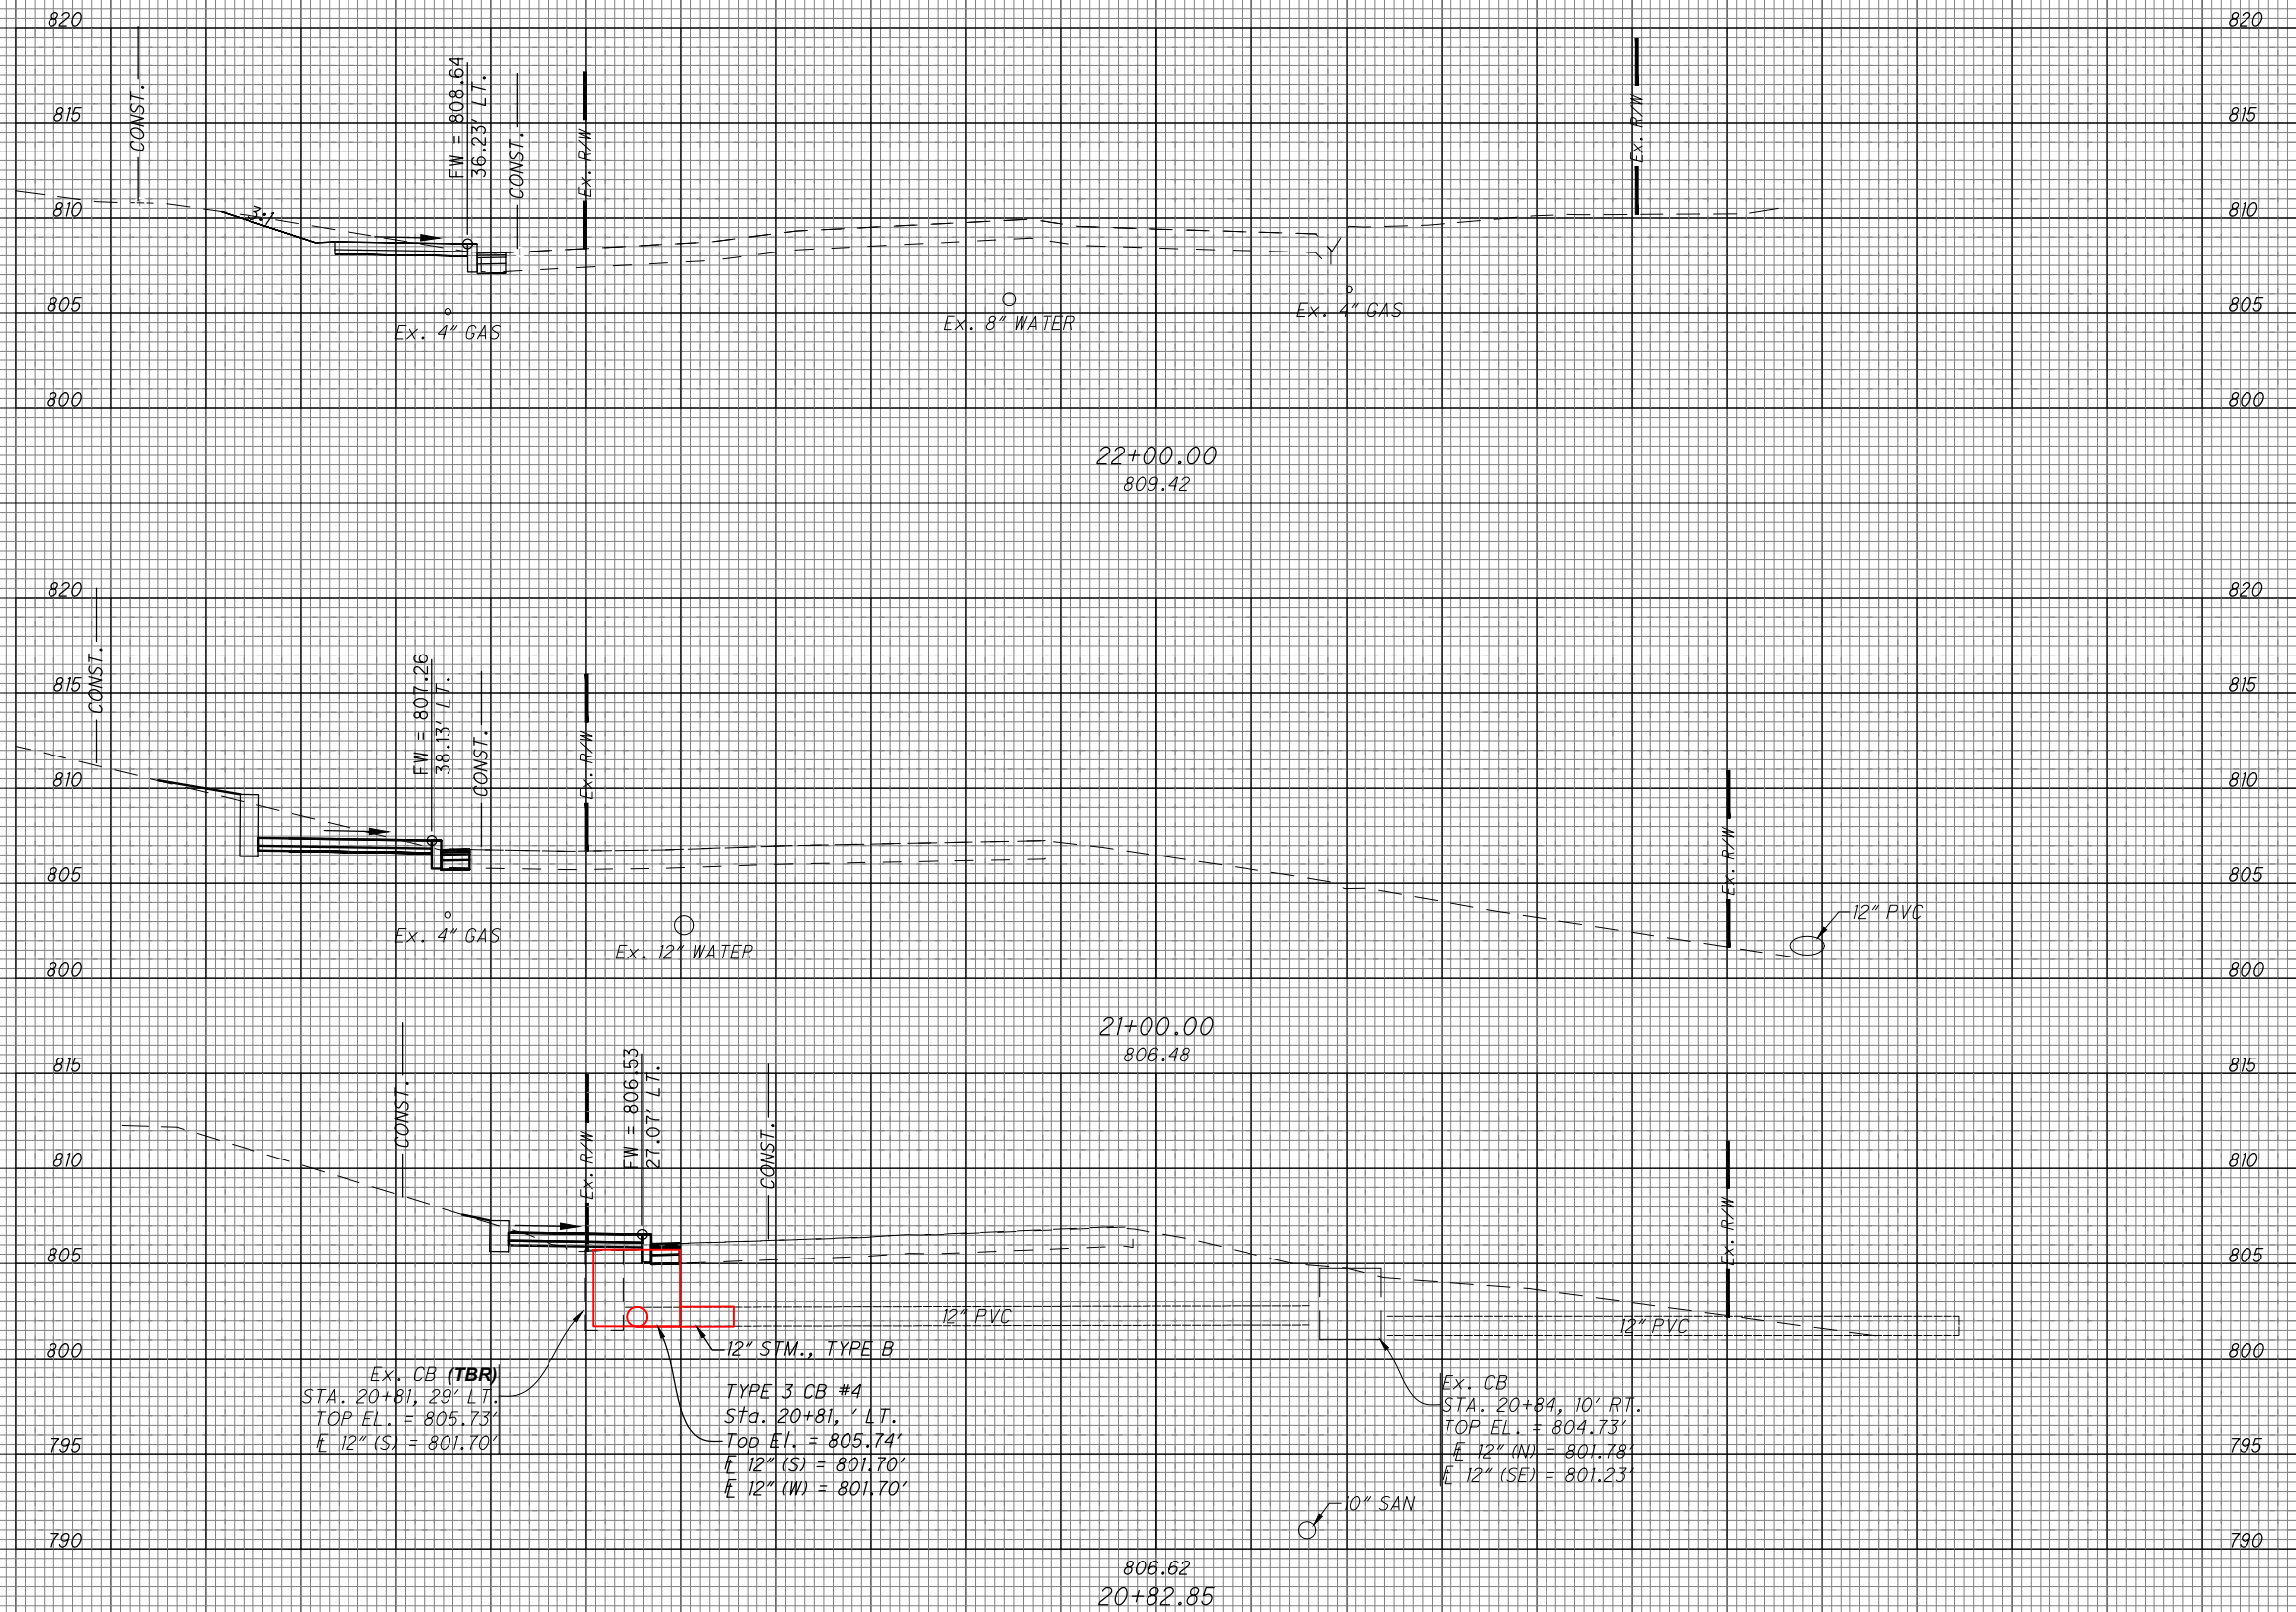 820
820
815
CONST.
FW = 808.64
36.23' LT.
CONST.
Ex. R/W
Ex. R/W
815
810
3:1
810
805
Ex. 4" GAS
Ex. 8" WATER
Ex. 4" GAS
805
800
800
22+00.00
809.42
820
820
815
CONST.
FW = 807.26
38.13' LT.
CONST.
Ex. R/W
815
810
810
805
Ex. R/W
805
Ex. 4" GAS
Ex. 12" WATER
12" PVC
800
800
21+00.00
806.48
815
815
CONST.
Ex. R/W
FW = 806.53
27.07' LT.
CONST.
810
810
805
Ex. R/W
805
12" PVC
12" PVC
800
800
12" STM., TYPE B
Ex. CB (TBR)
STA. 20+81, 29' LT.
TOP EL. = 805.73'
℄ 12" (S) = 801.70'
TYPE 3 CB #4
Sta. 20+81, ' LT.
Top El. = 805.74'
℄ 12" (S) = 801.70'
℄ 12" (W) = 801.70'
Ex. CB
STA. 20+84, 10' RT.
TOP EL. = 804.73'
℄ 12" (N) = 801.78'
℄ 12" (SE) = 801.23'
795
795
10" SAN
790
790
806.62
20+82.85